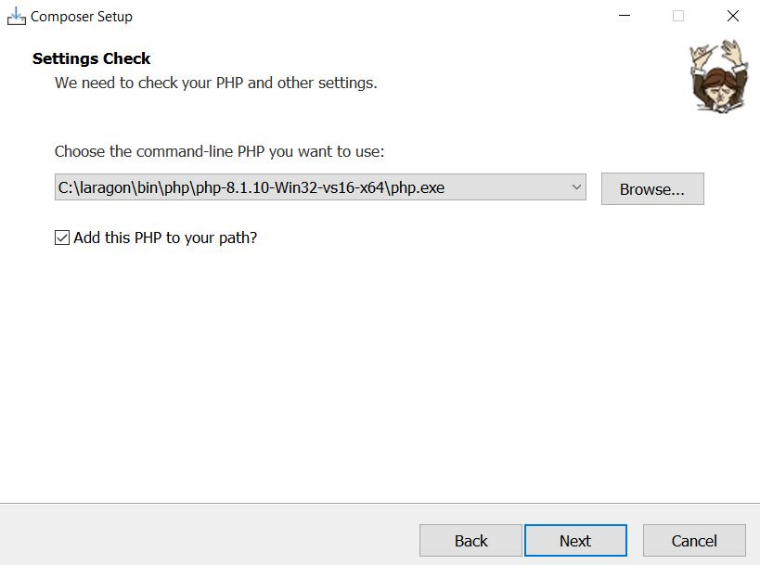 Composer Setup
Settings Check
We need to check your PHP and other settings.
Choose the command-line PHP you want to use:
C:\laragon\bin\php\php-8.1.10-Win32-vs16-x64\php.exe
Browse...
Add this PHP to your path?
Back
Next
Cancel